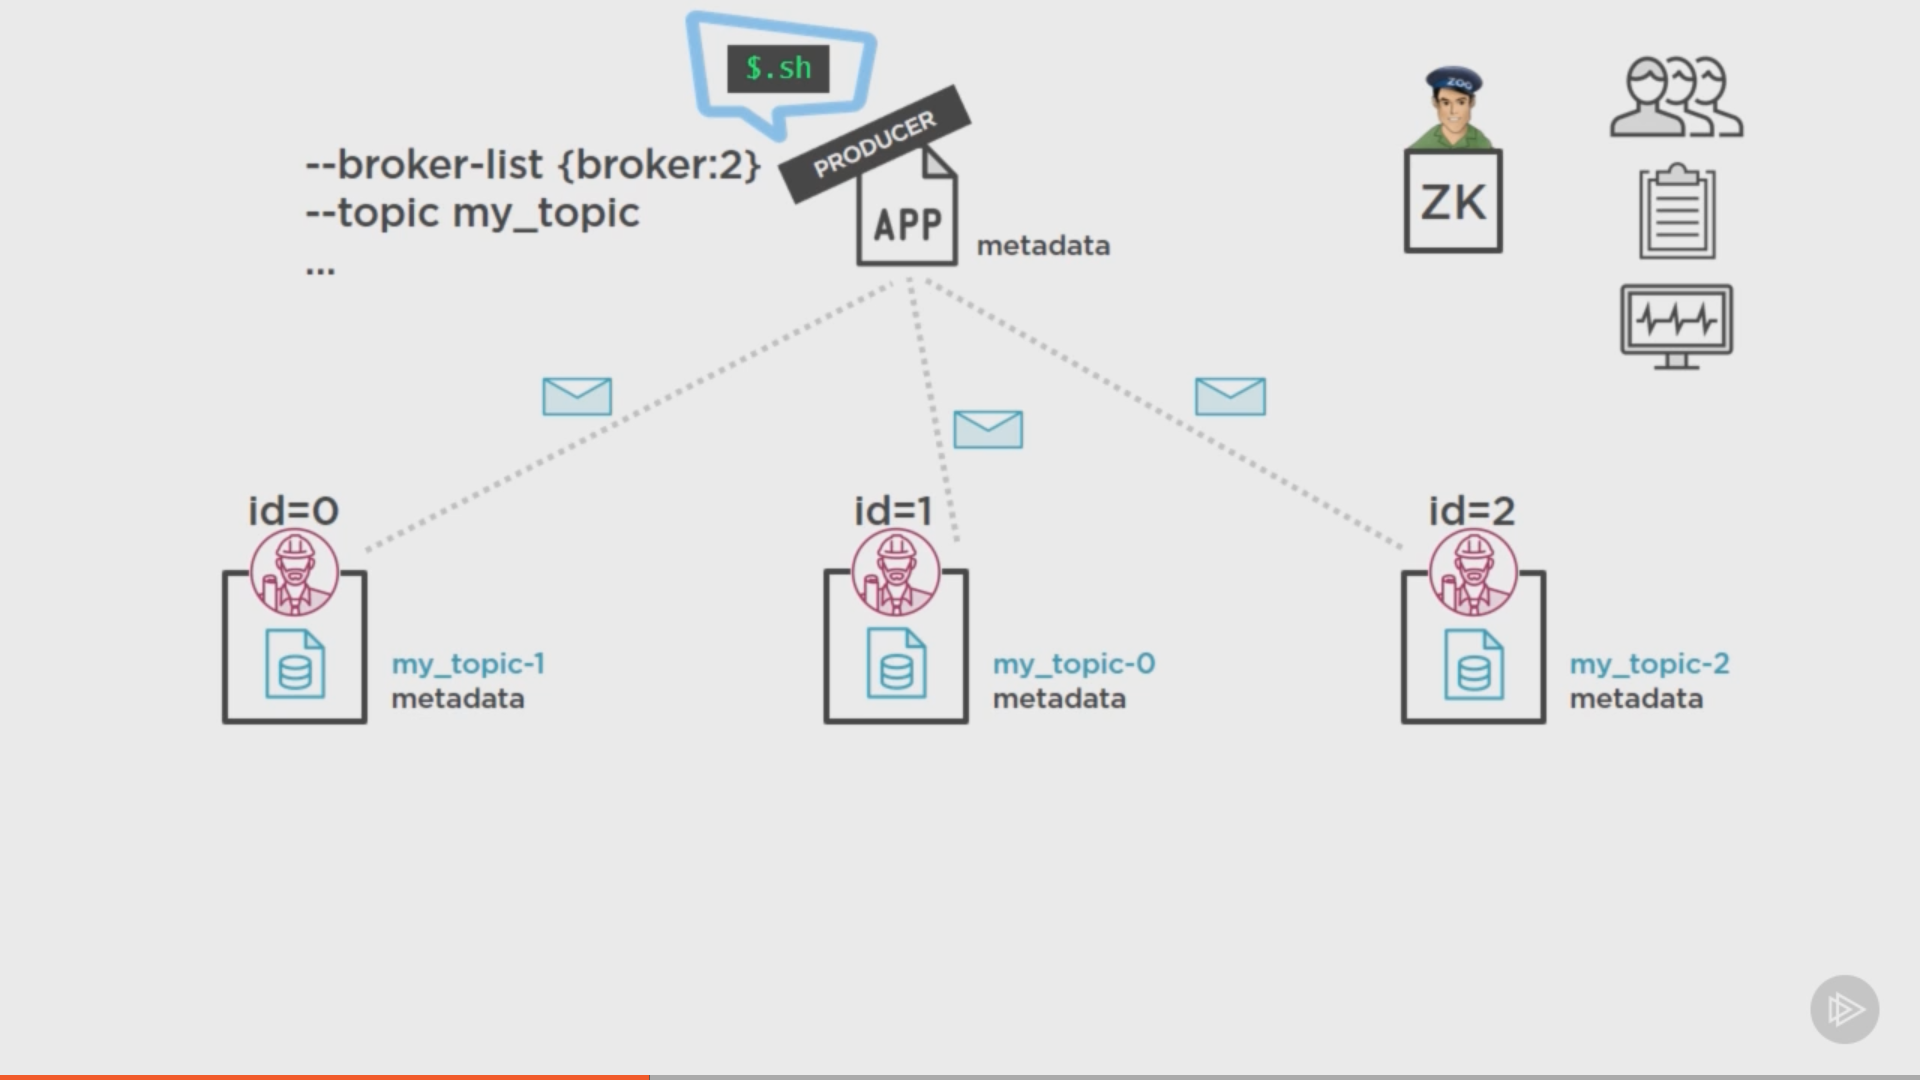 $.sh
PRODUCER
--broker-list {broker:2}
--topic my_topic
...
APP
metadata
ZOO
ZK
id=0
id=1
id=2
my_topic-1
metadata
my_topic-0
metadata
my_topic-2
metadata